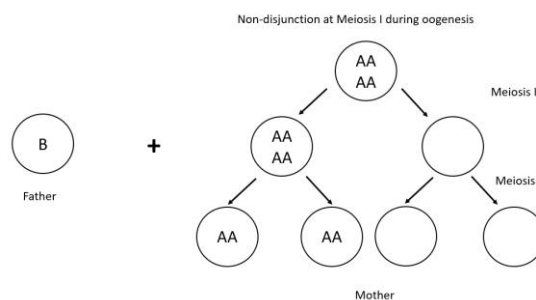 Non-disjunction at Meiosis I during oogenesis
AA
AA
Meiosis I
B
+
AA
AA
Father
Meiosis
AA
AA
Mother